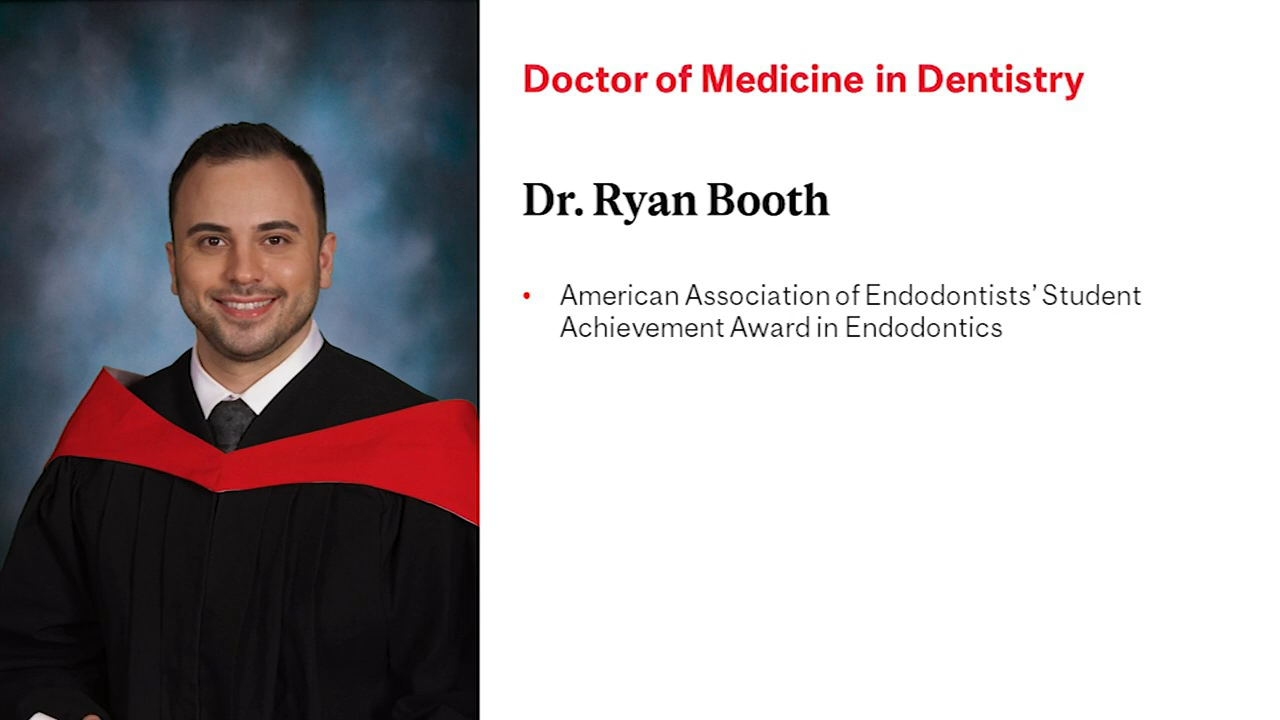 Doctor of Medicine in Dentistry
Dr. Ryan Booth
• American Association of Endodontists’ Student
Achievement Award in Endodontics